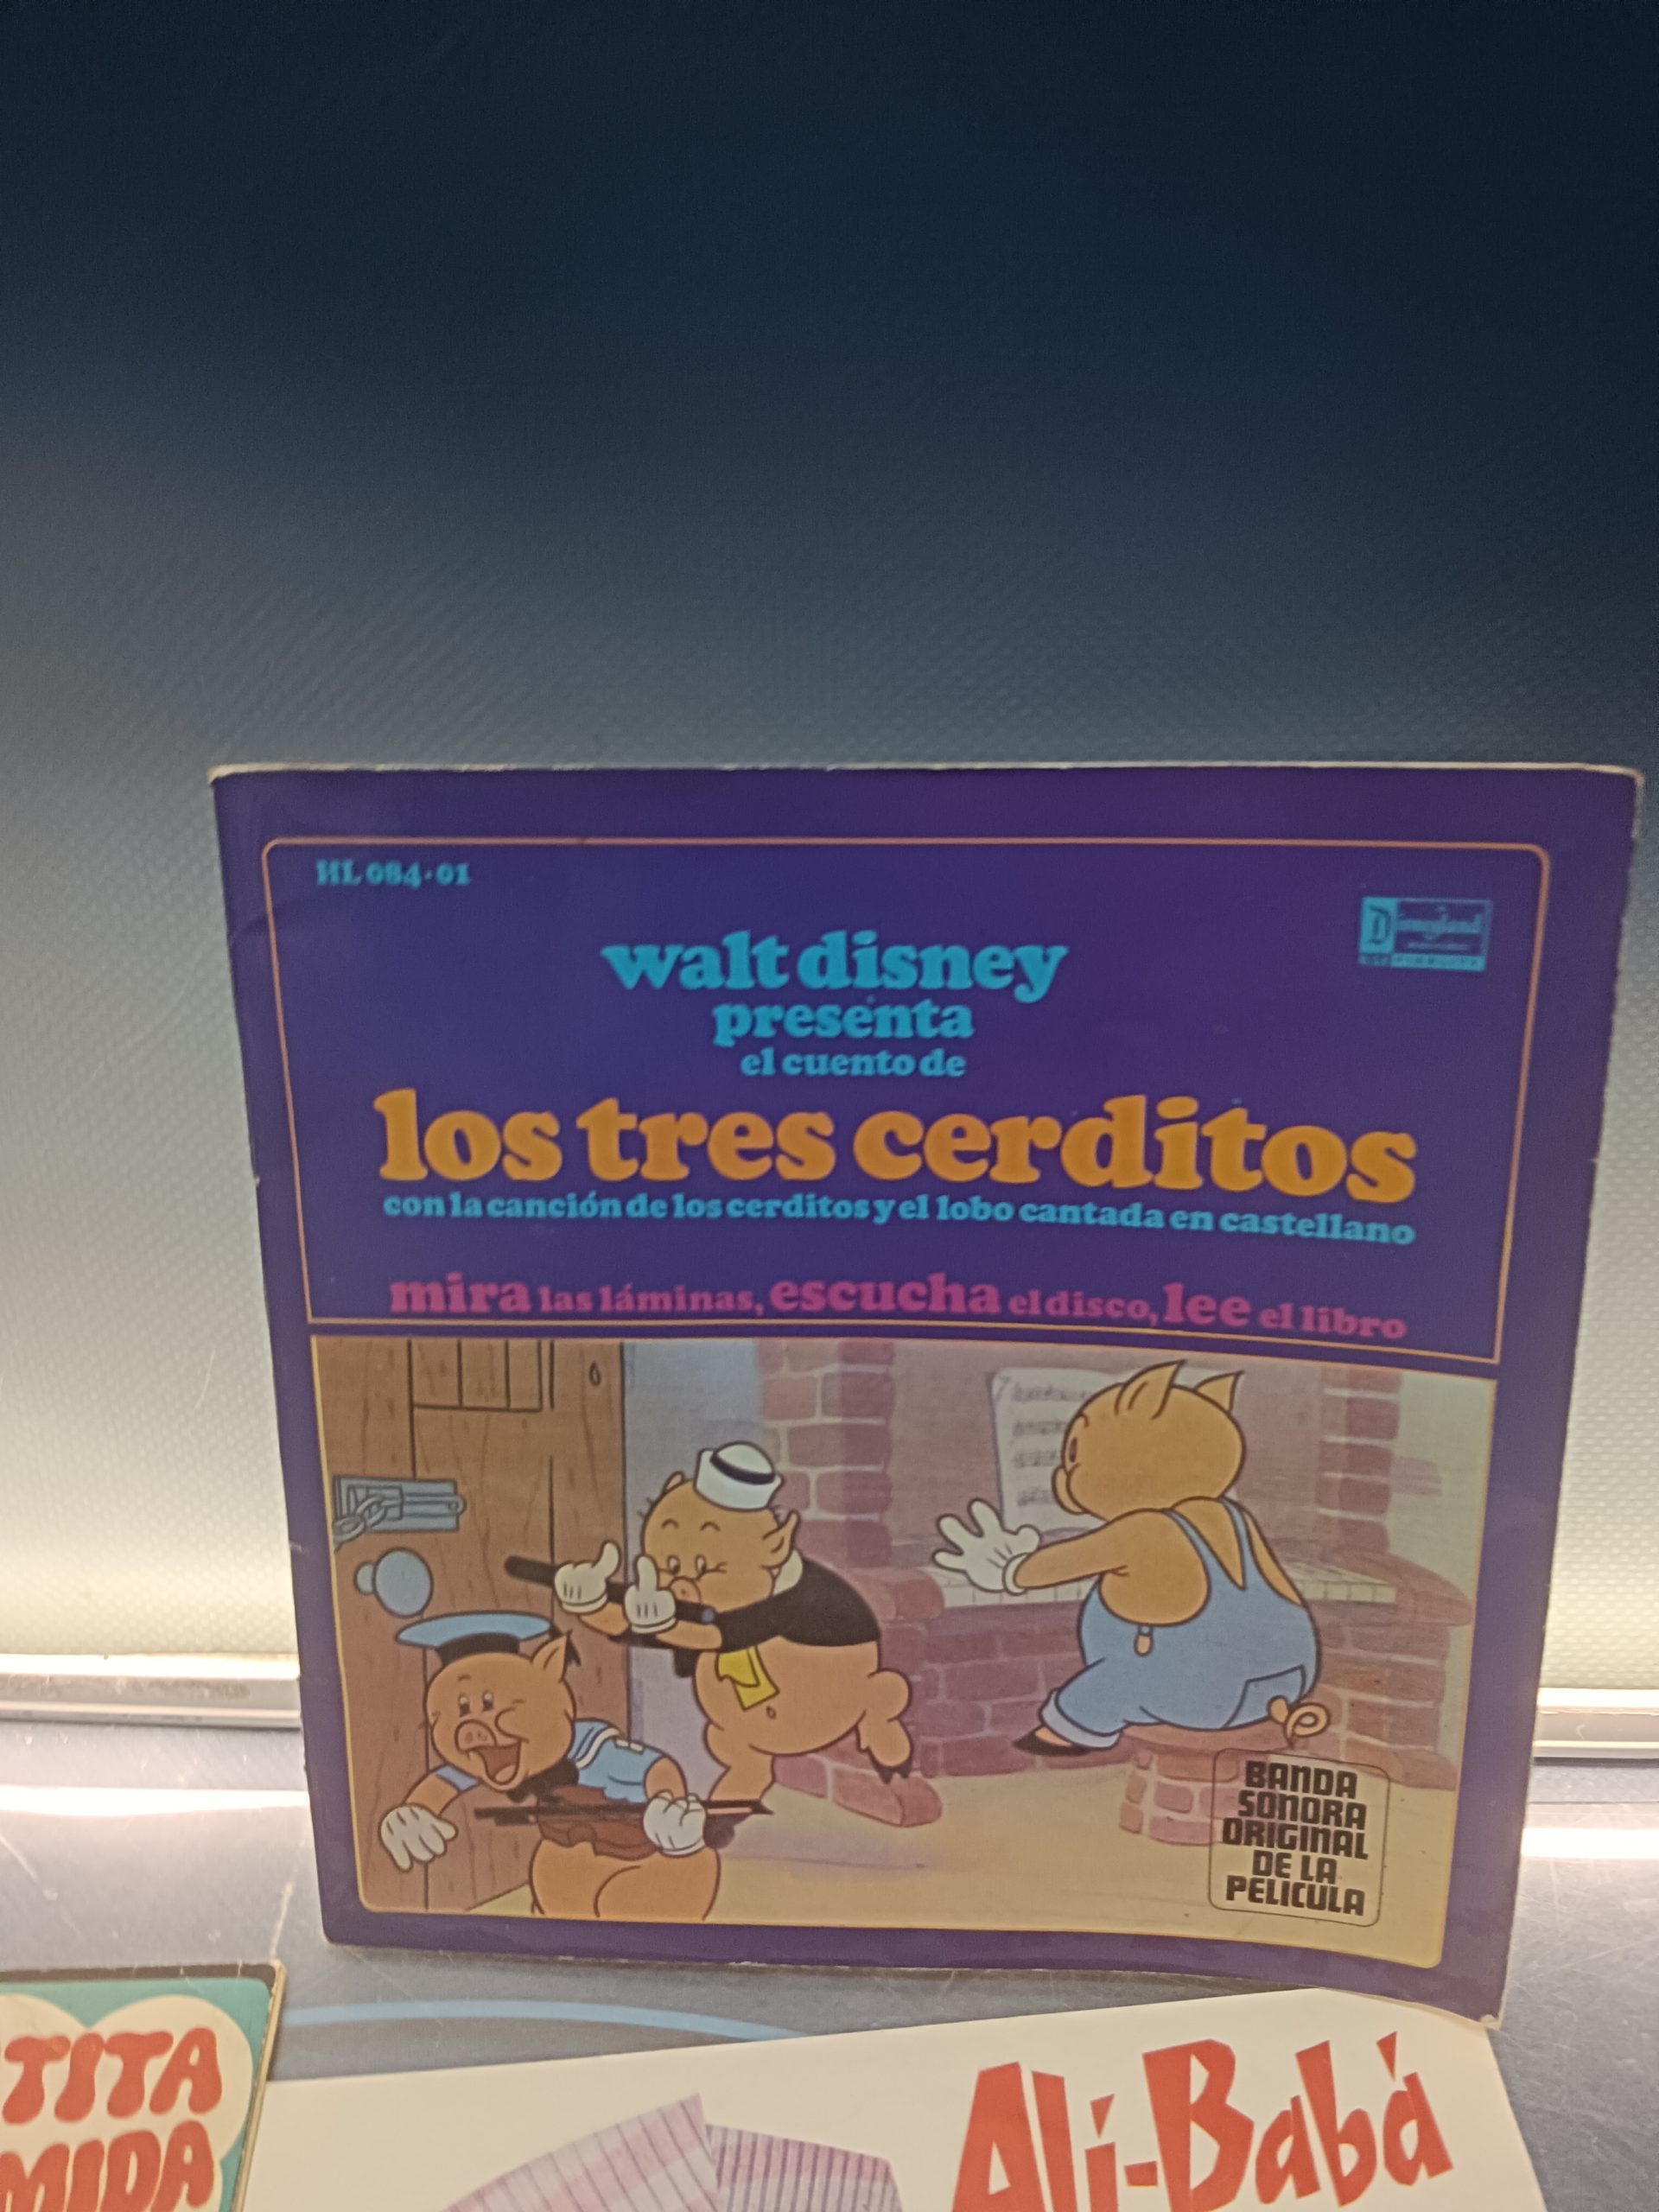 HL 084-01
Disneyland
walt disney
presenta
el cuento de
los tres cerditos
con la canción de los cerditos y el lobo cantada en castellano
mira las láminas, escucha el disco, lee el libro
BANDA
SONORA
ORIGINAL
DE LA
PELICULA
TITA
MIDA
Alí-Babá